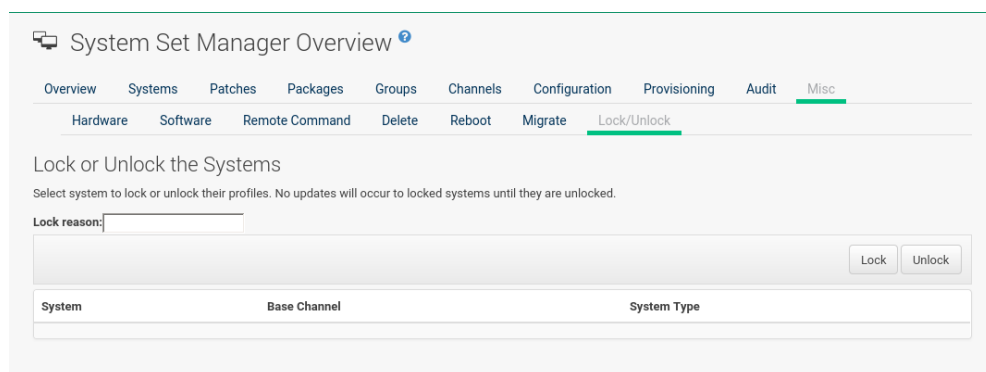 System Set Manager Overview ?
Overview Systems Patches Packages Groups Channels Configuration Provisioning Audit Misc
Hardware Software Remote Command Delete Reboot Migrate Lock/Unlock
Lock or Unlock the Systems
Select system to lock or unlock their profiles. No updates will occur to locked systems until they are unlocked.
Lock reason:
Lock Unlock
System Base Channel System Type